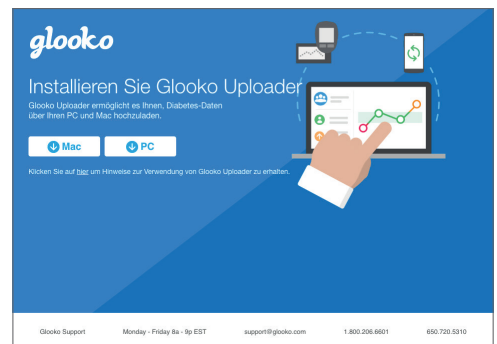 glooko
Installieren Sie Glooko Uploader
Glooko Uploader ermöglicht es Ihnen, Diabetes-Daten
über Ihren PC und Mac hochzuladen.
Mac
PC
Klicken Sie auf hier um Hinweise zur Verwendung von Glooko Uploader zu erhalten.
Glooko Support Monday - Friday 8a - 9p EST support@glooko.com 1.800.206.6601 650.720.5310